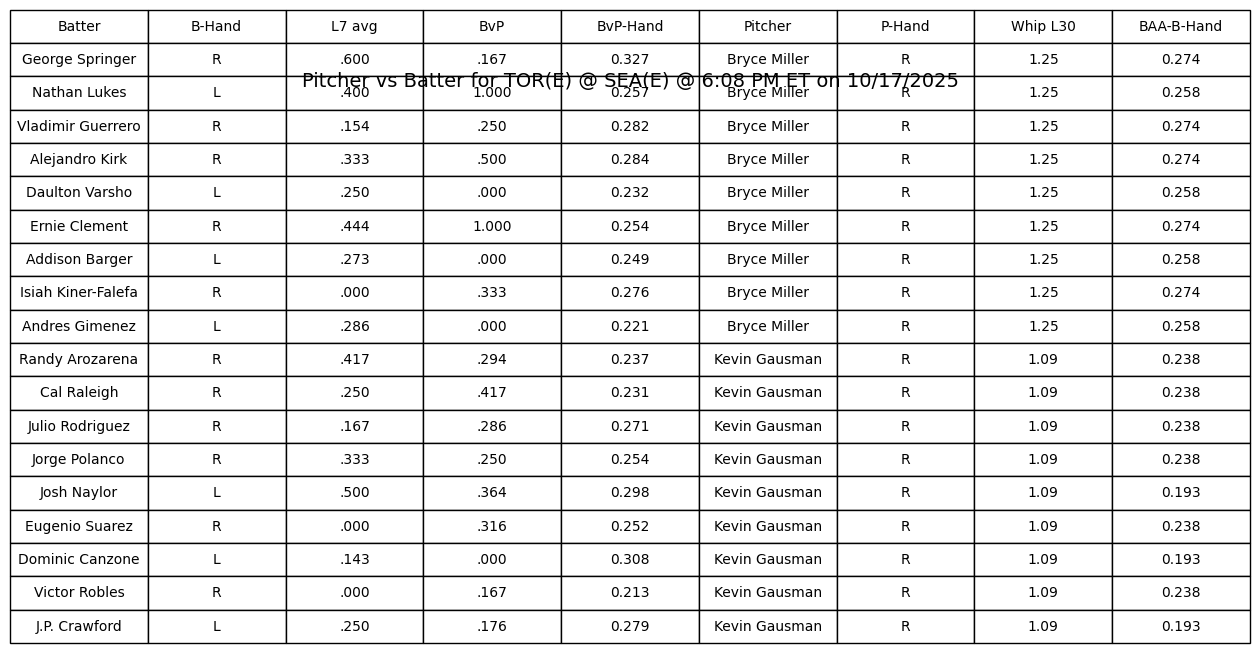 Batter B-Hand L7 avg BvP BvP-Hand Pitcher P-Hand Whip L30 BAA-B-Hand
George Springer R .600 .167 0.327 Bryce Miller R 1.25 0.274
Pitcher vs Batter for TOR(E) @ SEA(E) @ 6:08 PM ET on 10/17/2025
Nathan Lukes L .400 1.000 0.257 Bryce Miller R 1.25 0.258
Vladimir Guerrero R .154 .250 0.282 Bryce Miller R 1.25 0.274
Alejandro Kirk R .333 .500 0.284 Bryce Miller R 1.25 0.274
Daulton Varsho L .250 .000 0.232 Bryce Miller R 1.25 0.258
Ernie Clement R .444 1.000 0.254 Bryce Miller R 1.25 0.274
Addison Barger L .273 .000 0.249 Bryce Miller R 1.25 0.258
Isiah Kiner-Falefa R .000 .333 0.276 Bryce Miller R 1.25 0.274
Andres Gimenez L .286 .000 0.221 Bryce Miller R 1.25 0.258
Randy Arozarena R .417 .294 0.237 Kevin Gausman R 1.09 0.238
Cal Raleigh R .250 .417 0.231 Kevin Gausman R 1.09 0.238
Julio Rodriguez R .167 .286 0.271 Kevin Gausman R 1.09 0.238
Jorge Polanco R .333 .250 0.254 Kevin Gausman R 1.09 0.238
Josh Naylor L .500 .364 0.298 Kevin Gausman R 1.09 0.193
Eugenio Suarez R .000 .316 0.252 Kevin Gausman R 1.09 0.238
Dominic Canzone L .143 .000 0.308 Kevin Gausman R 1.09 0.193
Victor Robles R .000 .167 0.213 Kevin Gausman R 1.09 0.238
J.P. Crawford L .250 .176 0.279 Kevin Gausman R 1.09 0.193